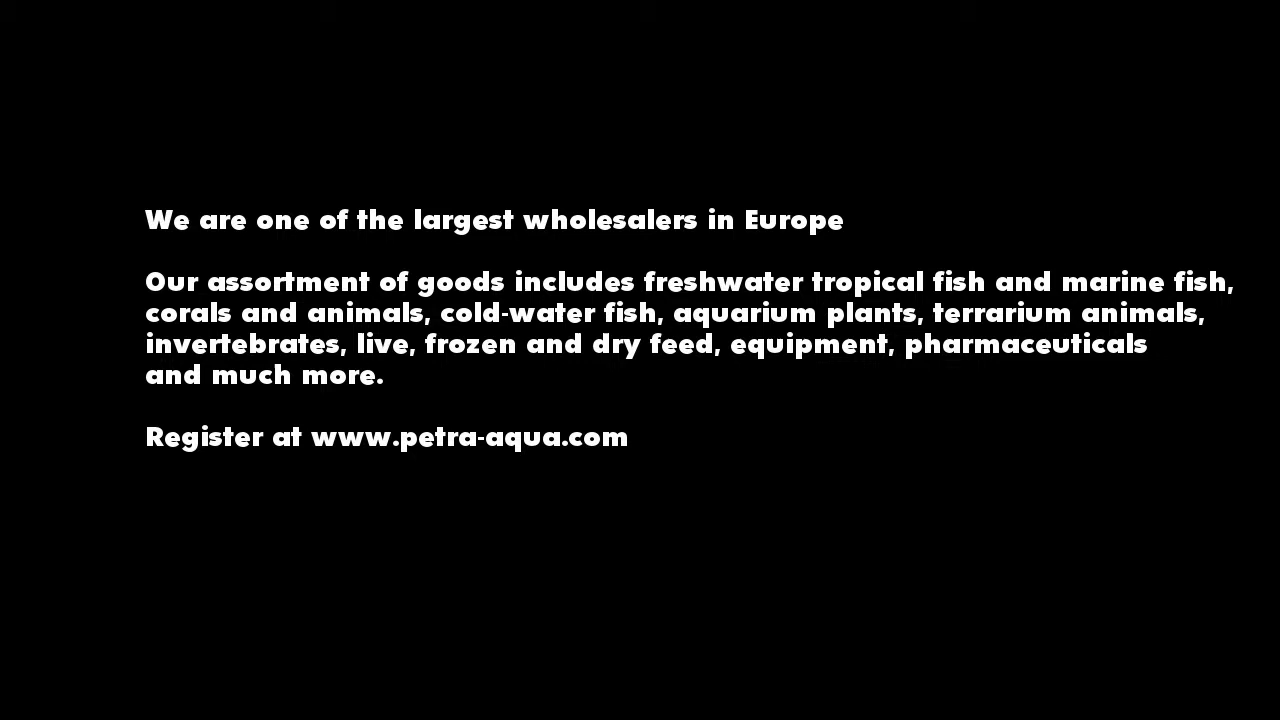 We are one of the largest wholesalers in Europe
Our assortment of goods includes freshwater tropical fish and marine fish,
corals and animals, cold-water fish, aquarium plants, terrarium animals,
invertebrates, live, frozen and dry feed, equipment, pharmaceuticals
and much more.
Register at www.petra-aqua.com